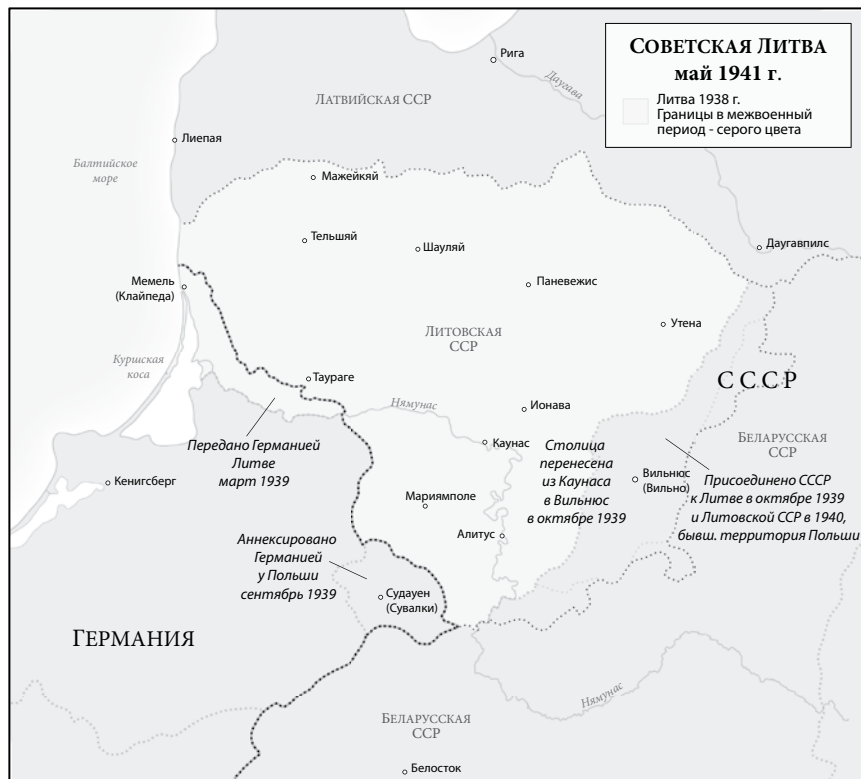 СОВЕТСКАЯ ЛИТВА
май 1941 г.
Литва 1938 г.
Границы в межвоенный
период - серого цвета
Рига
Даугава
ЛАТВИЙСКАЯ ССР
Лиепая
Балтийское
море
Мажейкяй
Тельшяй
Шауляй
Даугавпилс
Мемель
(Клайпеда)
Паневежис
Утена
ЛИТОВСКАЯ
ССР
Куршская
коса
Таураге
СССР
Нямунас
Ионава
Передано Германией
Литве
март 1939
Каунас
Столица
перенесена
из Каунаса
в Вильнюс
в октябре 1939
БЕЛАРУССКАЯ
ССР
Кенигсберг
Вильнюс
(Вильно)
Присоединено СССР
к Литве в октябре 1939
и Литовской ССР в 1940,
бывш. территория Польши
Мариямполе
Алитус
Аннексировано
Германией
у Польши
сентябрь 1939
Судауен
(Сувалки)
ГЕРМАНИЯ
Нямунас
БЕЛАРУССКАЯ
ССР
Белосток